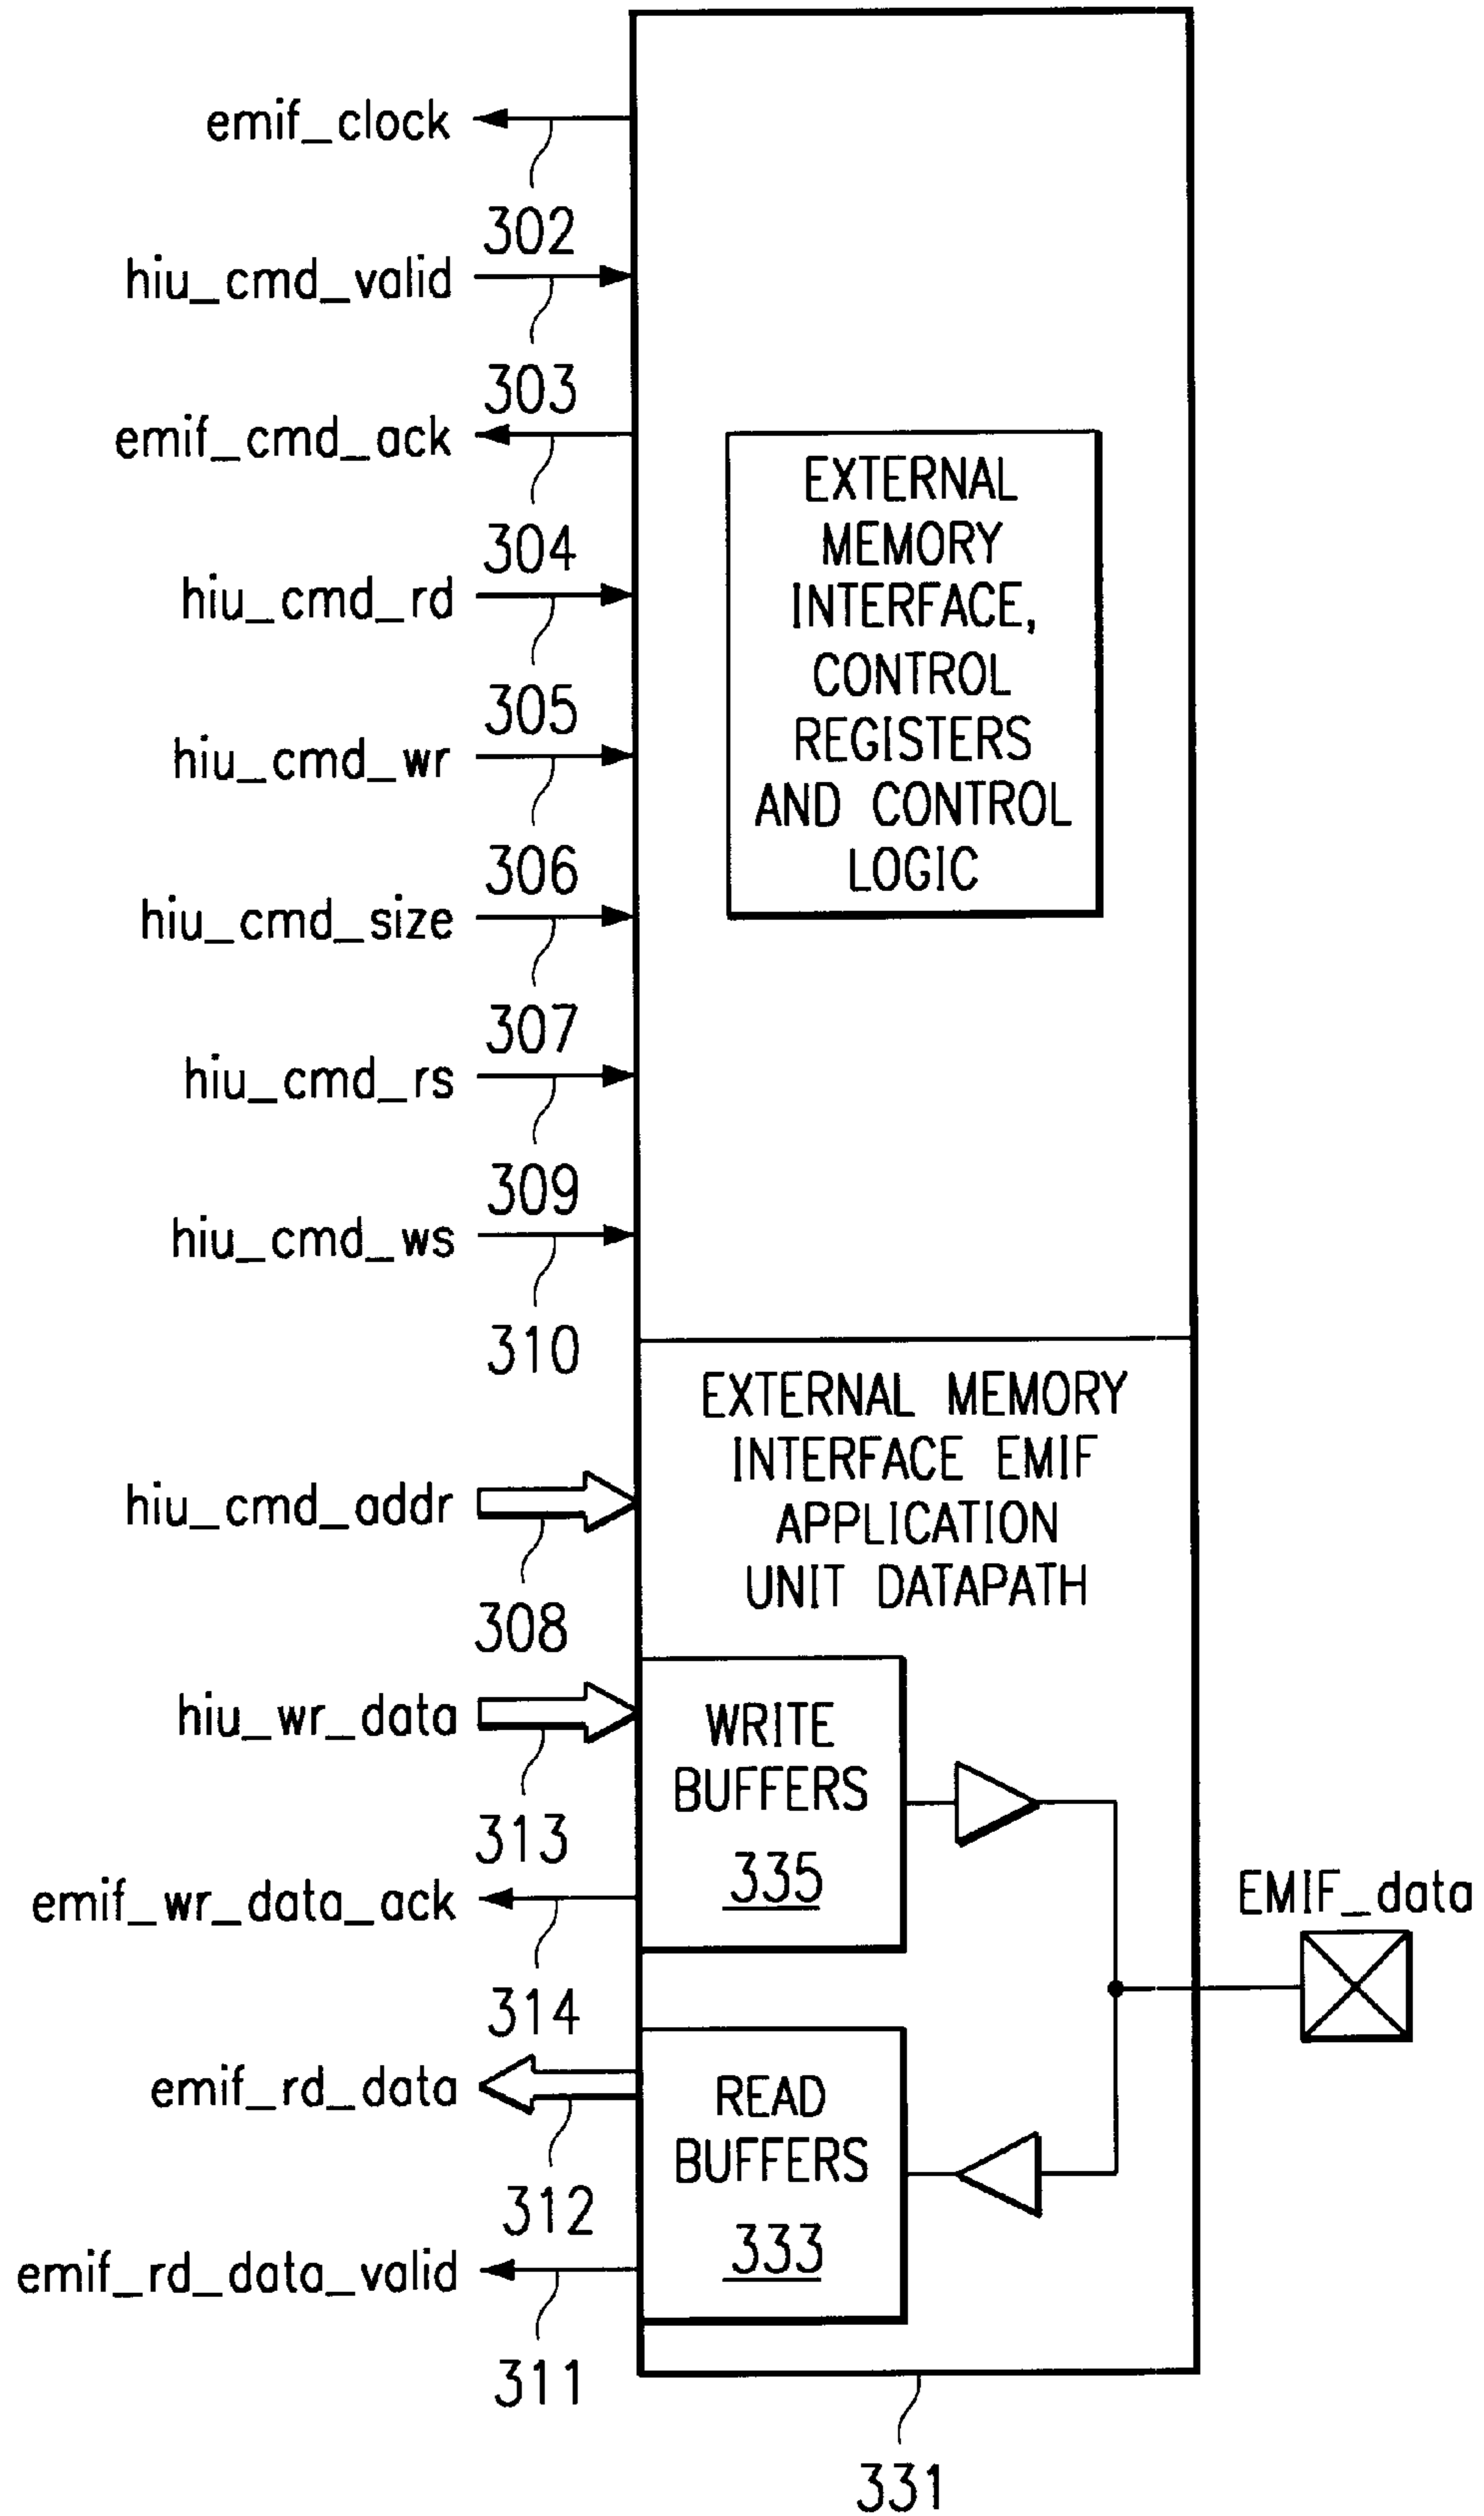 emif_clock
302
hiu_cmd_valid
303
emif_cmd_ack
304
hiu_cmd_rd
305
hiu_cmd_wr
306
hiu_cmd_size
307
hiu_cmd_rs
309
hiu_cmd_ws
310
EXTERNAL
MEMORY
INTERFACE,
CONTROL
REGISTERS
AND CONTROL
LOGIC
EXTERNAL MEMORY
INTERFACE EMIF
APPLICATION
UNIT DATAPATH
hiu_cmd_addr
308
hiu_wr_data
313
WRITE
BUFFERS
335
emif_wr_data_ack
314
EMIF_data
emif_rd_data
312
READ
BUFFERS
333
emif_rd_data_valid
311
331